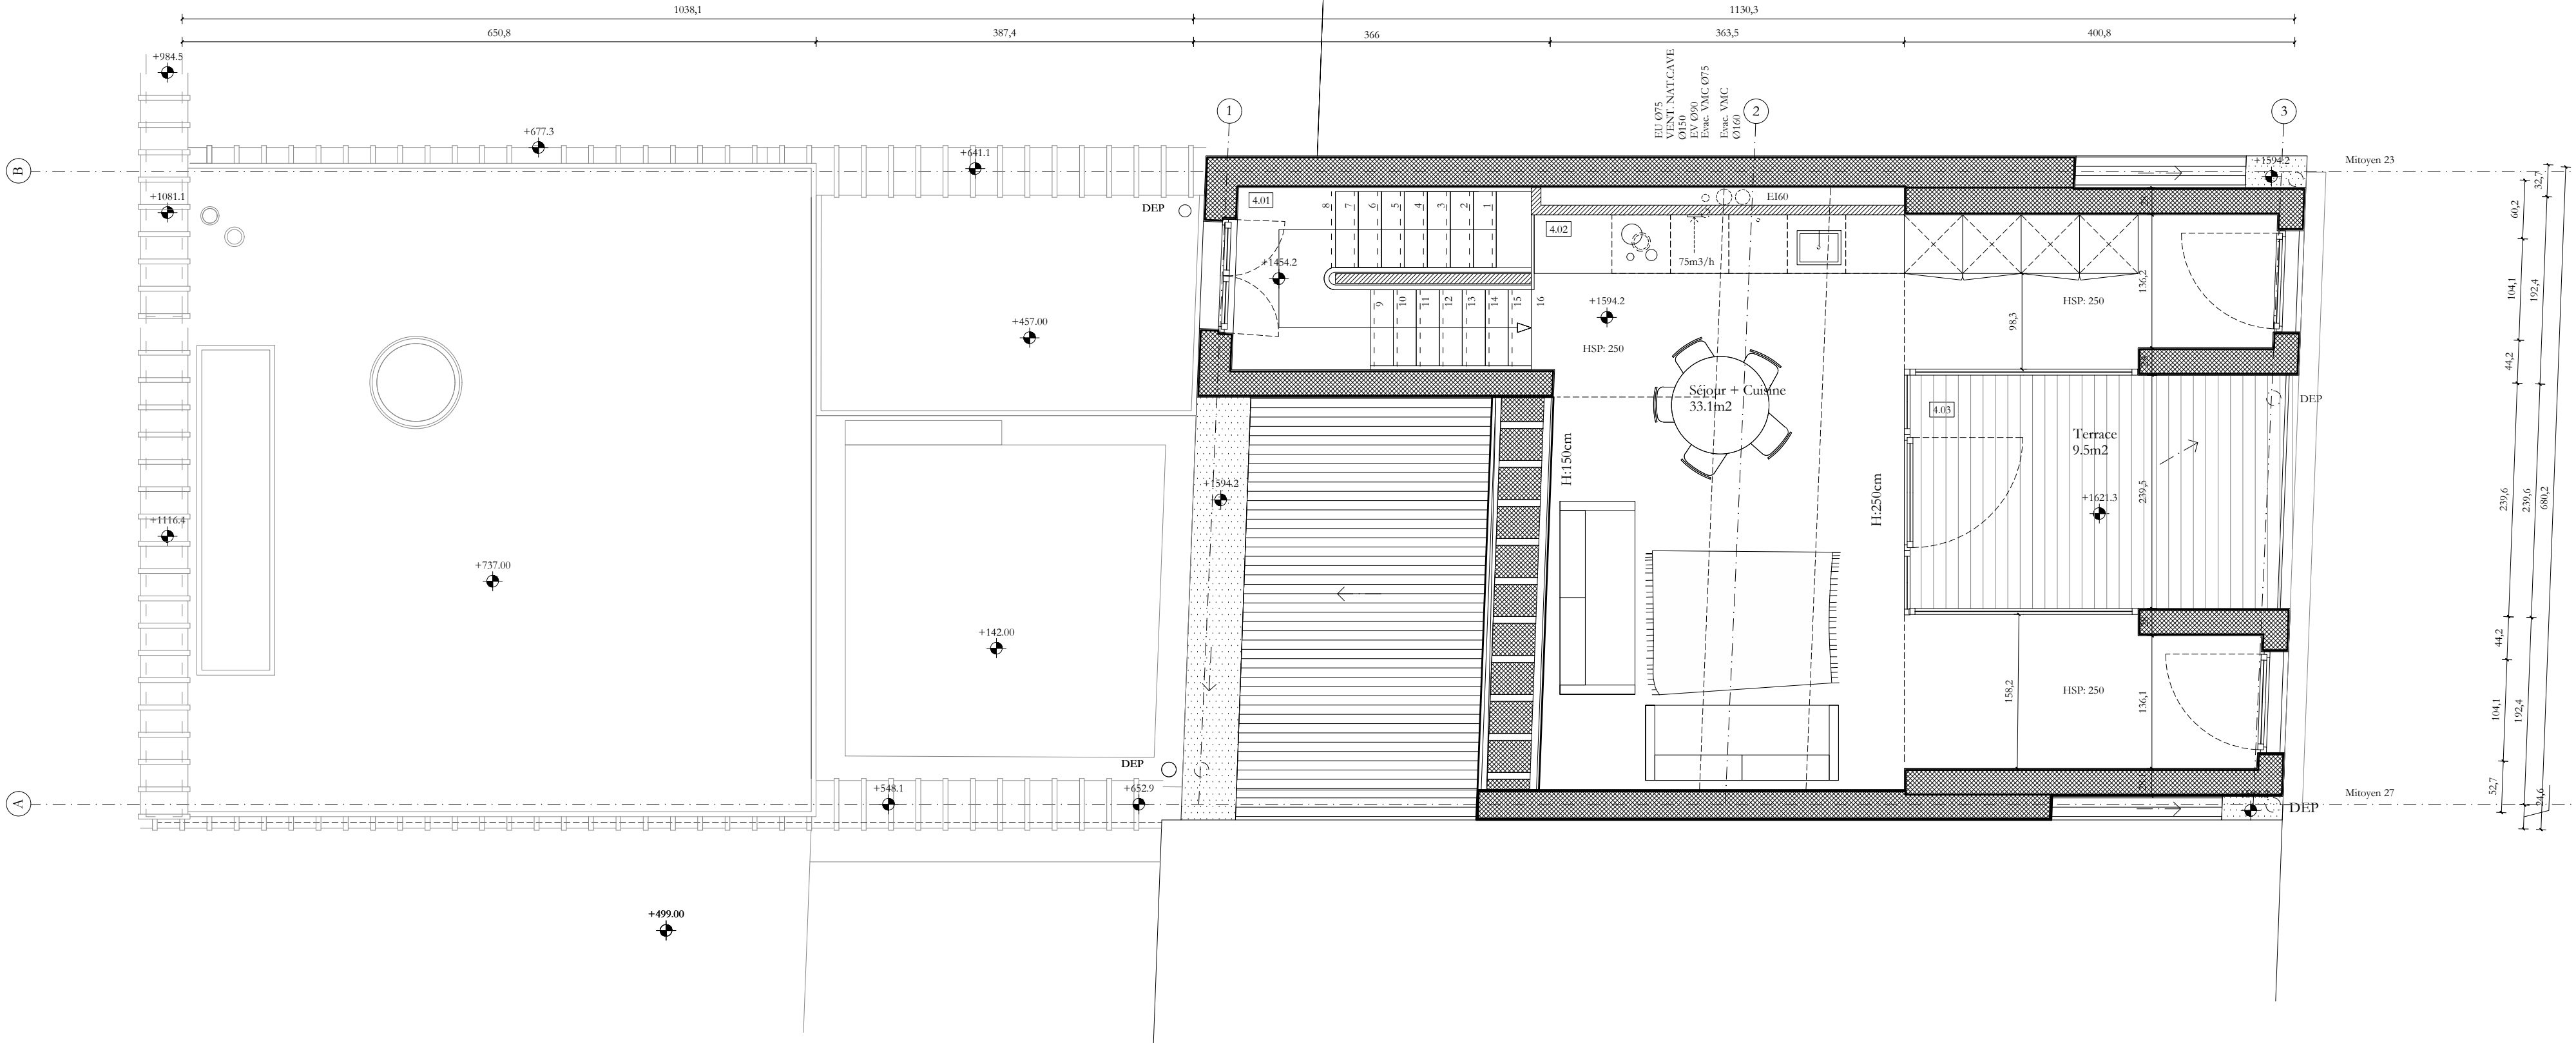 1038,1
1130,3
650,8
387,4
366
363,5
400,8
+984.5
EU Ø75
VENT. NAT.CAVE
Ø150
EV Ø90
Evac. VMC Ø75
Evac. VMC
Ø160
1
2
3
+677.3
+641.1
B
+1594.2
Mitoyen 23
32,7
+1081.1
DEP
4.01
8
7
6
5
4
3
2
1
EI60
4.02
60,2
75m3/h
+1454.2
136,2
104,1
192,4
9
10
11
12
13
14
15
16
+1594.2
HSP: 250
+457.00
98,3
HSP: 250
44,2
Séjour + Cuisine
33.1m2
4.03
DEP
Terrace
9.5m2
H:150cm
H:250cm
+1594.2
+1621.3
239,5
239,6
239,6
680,2
+1116.4
+737.00
+142.00
44,2
158,2
HSP: 250
136,1
104,1
192,4
DEP
+548.1
+652.9
52,7
24,6
A
Mitoyen 27
DEP
+499.00